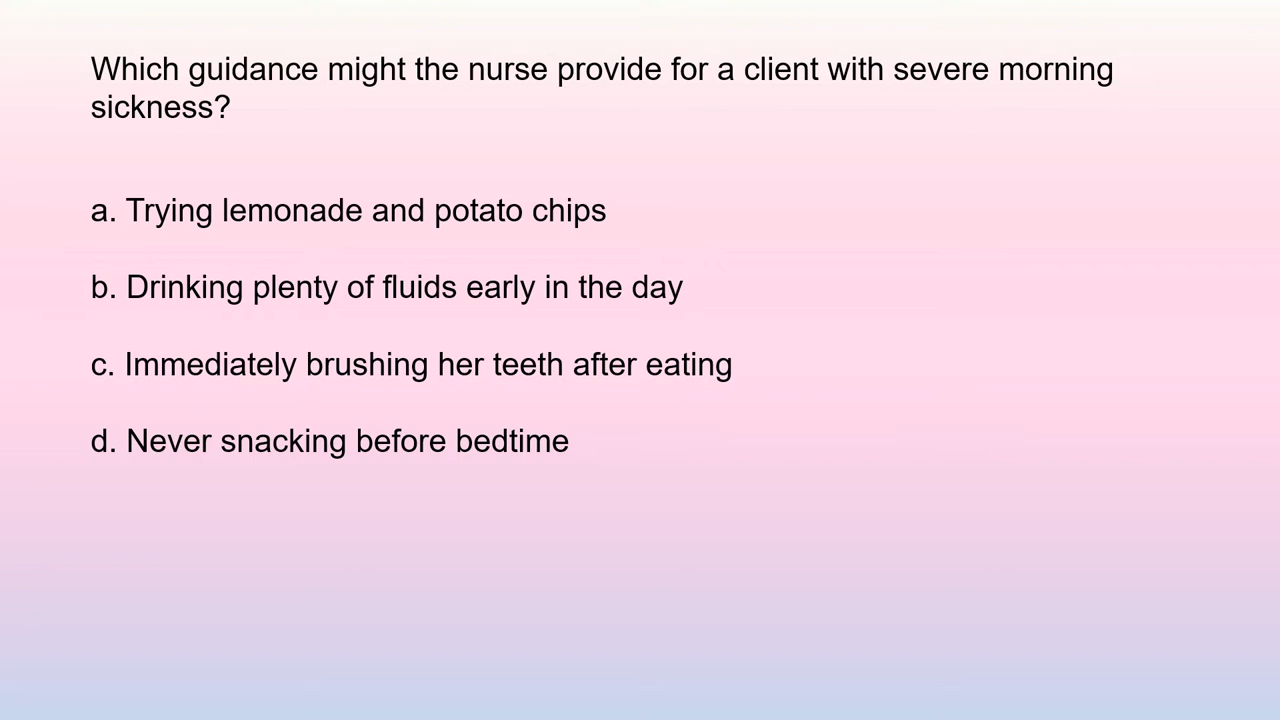 Which guidance might the nurse provide for a client with severe morning
sickness?
a. Trying lemonade and potato chips
b. Drinking plenty of fluids early in the day
c. Immediately brushing her teeth after eating
d. Never snacking before bedtime